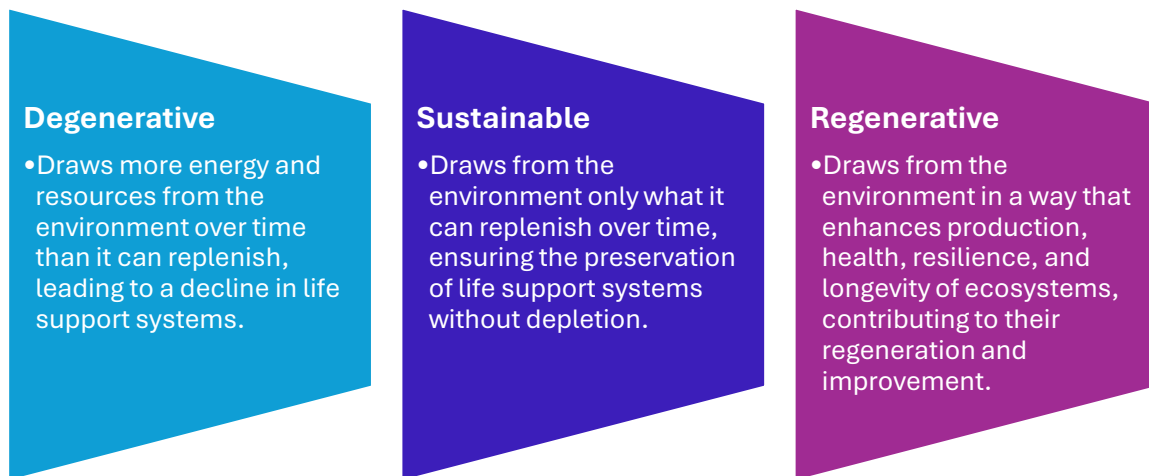 Degenerative
•Draws more energy and
resources from the
environment over time
than it can replenish,
leading to a decline in life
support systems.
Sustainable
•Draws from the
environment only what it
can replenish over time,
ensuring the preservation
of life support systems
without depletion.
Regenerative
•Draws from the
environment in a way that
enhances production,
health, resilience, and
longevity of ecosystems,
contributing to their
regeneration and
improvement.